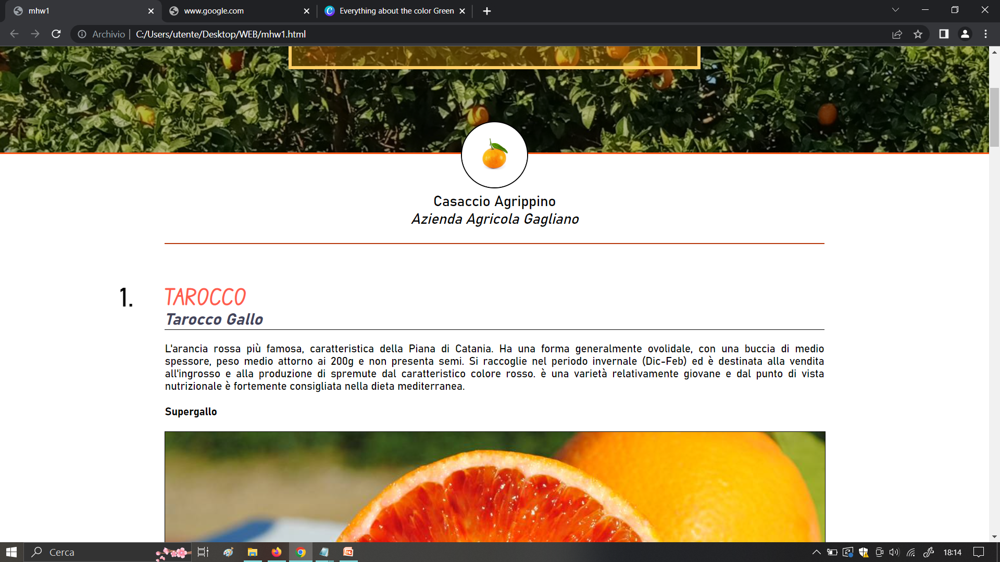 mhw1
www.google.com
Everything about the color Green
Archivio
C:/Users/utente/Desktop/WEB/mhw1.html
Casaccio Agrippino
Azienda Agricola Gagliano
1.
TAROCCO
Tarocco Gallo
L'arancia rossa più famosa, caratteristica della Piana di Catania. Ha una forma generalmente ovolidale, con una buccia di medio
spessore, peso medio attorno ai 200g e non presenta semi. Si raccoglie nel periodo invernale (Dic-Feb) ed è destinata alla vendita
all'ingrosso e alla produzione di spremute dal caratteristico colore rosso. è una varietà relativamente giovane e dal punto di vista
nutrizionale è fortemente consigliata nella dieta mediterranea.
Supergallo
Cerca
18:14